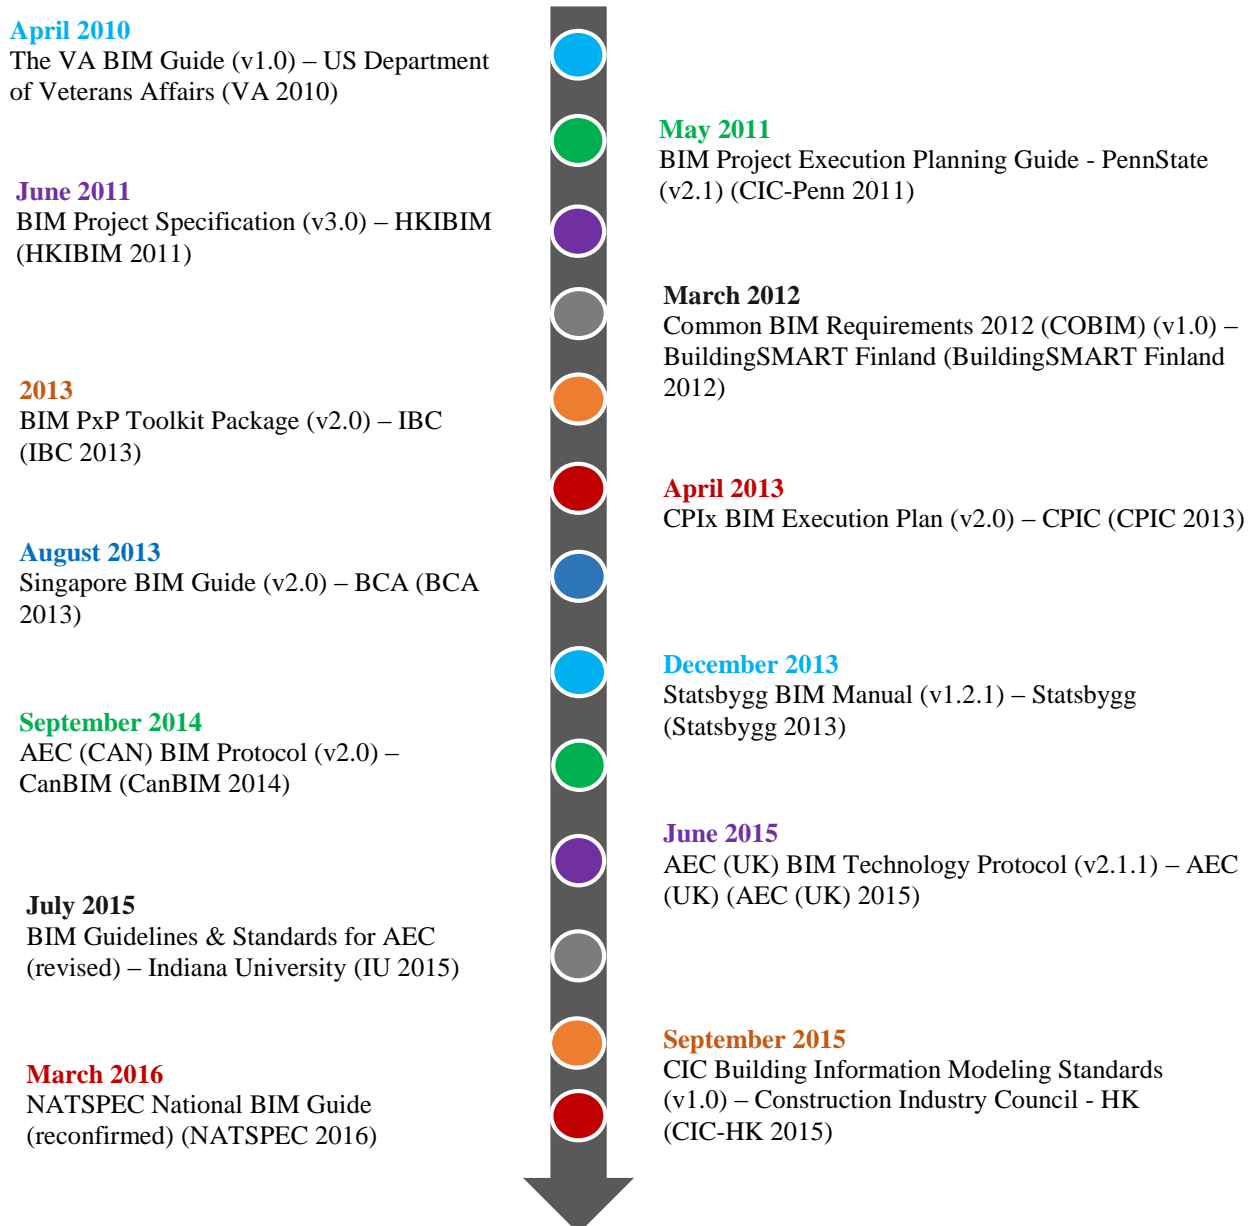 April 2010
The VA BIM Guide (v1.0) – US Department
of Veterans Affairs (VA 2010)
May 2011
BIM Project Execution Planning Guide - PennState
(v2.1) (CIC-Penn 2011)
June 2011
BIM Project Specification (v3.0) – HKIBIM
(HKIBIM 2011)
March 2012
Common BIM Requirements 2012 (COBIM) (v1.0) –
BuildingSMART Finland (BuildingSMART Finland
2012)
2013
BIM PxP Toolkit Package (v2.0) – IBC
(IBC 2013)
April 2013
CPIx BIM Execution Plan (v2.0) – CPIC (CPIC 2013)
August 2013
Singapore BIM Guide (v2.0) – BCA (BCA
2013)
December 2013
Statsbygg BIM Manual (v1.2.1) – Statsbygg
(Statsbygg 2013)
September 2014
AEC (CAN) BIM Protocol (v2.0) –
CanBIM (CanBIM 2014)
June 2015
AEC (UK) BIM Technology Protocol (v2.1.1) – AEC
(UK) (AEC (UK) 2015)
July 2015
BIM Guidelines & Standards for AEC
(revised) – Indiana University (IU 2015)
September 2015
CIC Building Information Modeling Standards
(v1.0) – Construction Industry Council - HK
(CIC-HK 2015)
March 2016
NATSPEC National BIM Guide
(reconfirmed) (NATSPEC 2016)